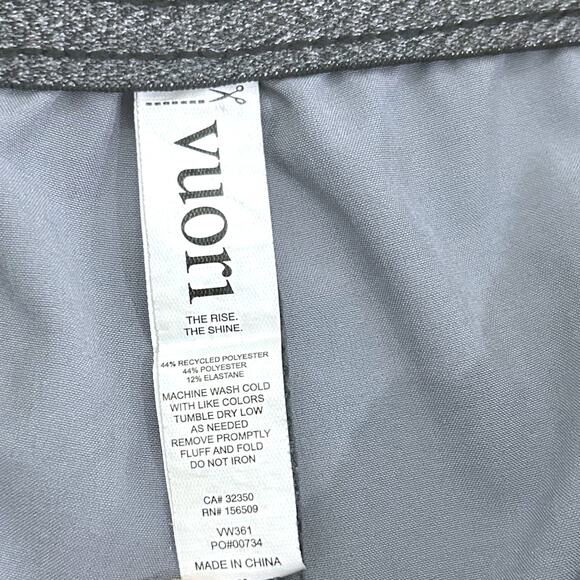 vuori
THE RISE.
THE SHINE.
44% RECYCLED POLYESTER
44% POLYESTER
12% ELASTANE
MACHINE WASH COLD
WITH LIKE COLORS
TUMBLE DRY LOW
AS NEEDED
REMOVE PROMPTLY
FLUFF AND FOLD
DO NOT IRON
CA# 32350
RN# 156509
VW361
PO#00734
MADE IN CHINA